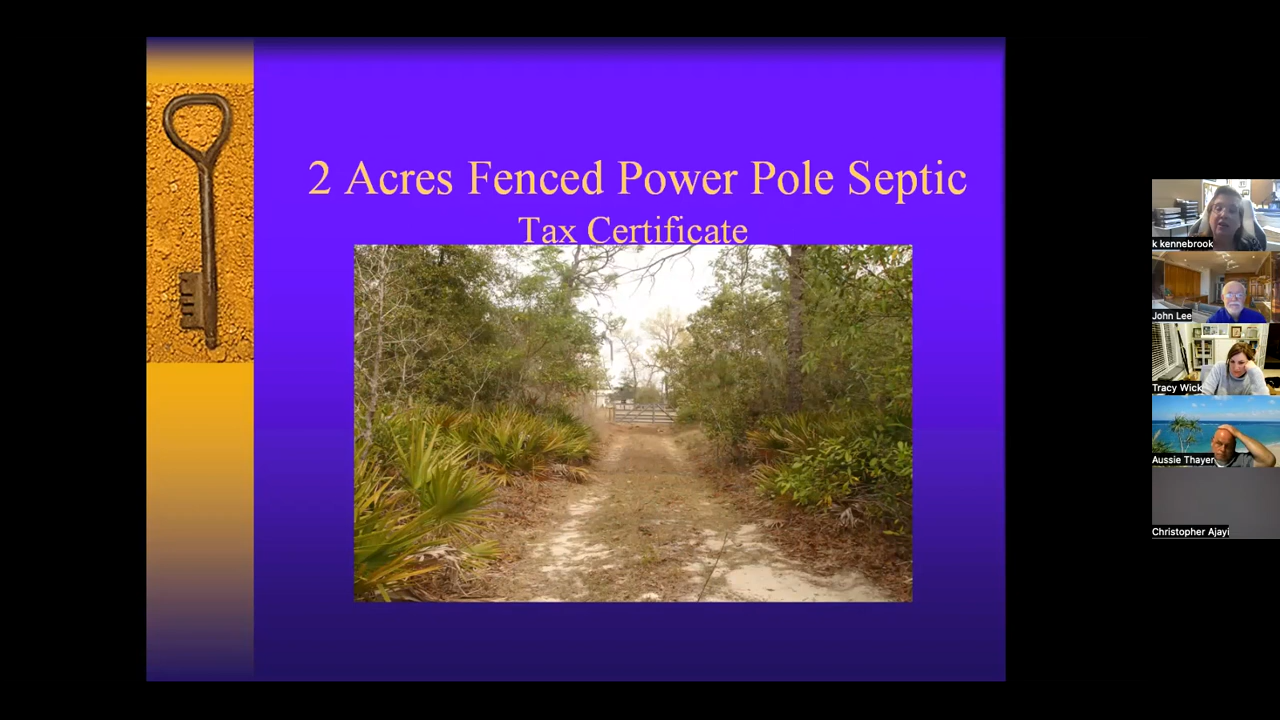 2 Acres Fenced Power Pole Septic
Tax Certificate
k kennebrook
John Lee
Tracy Wick
Aussie Thayer
Christopher Ajayi